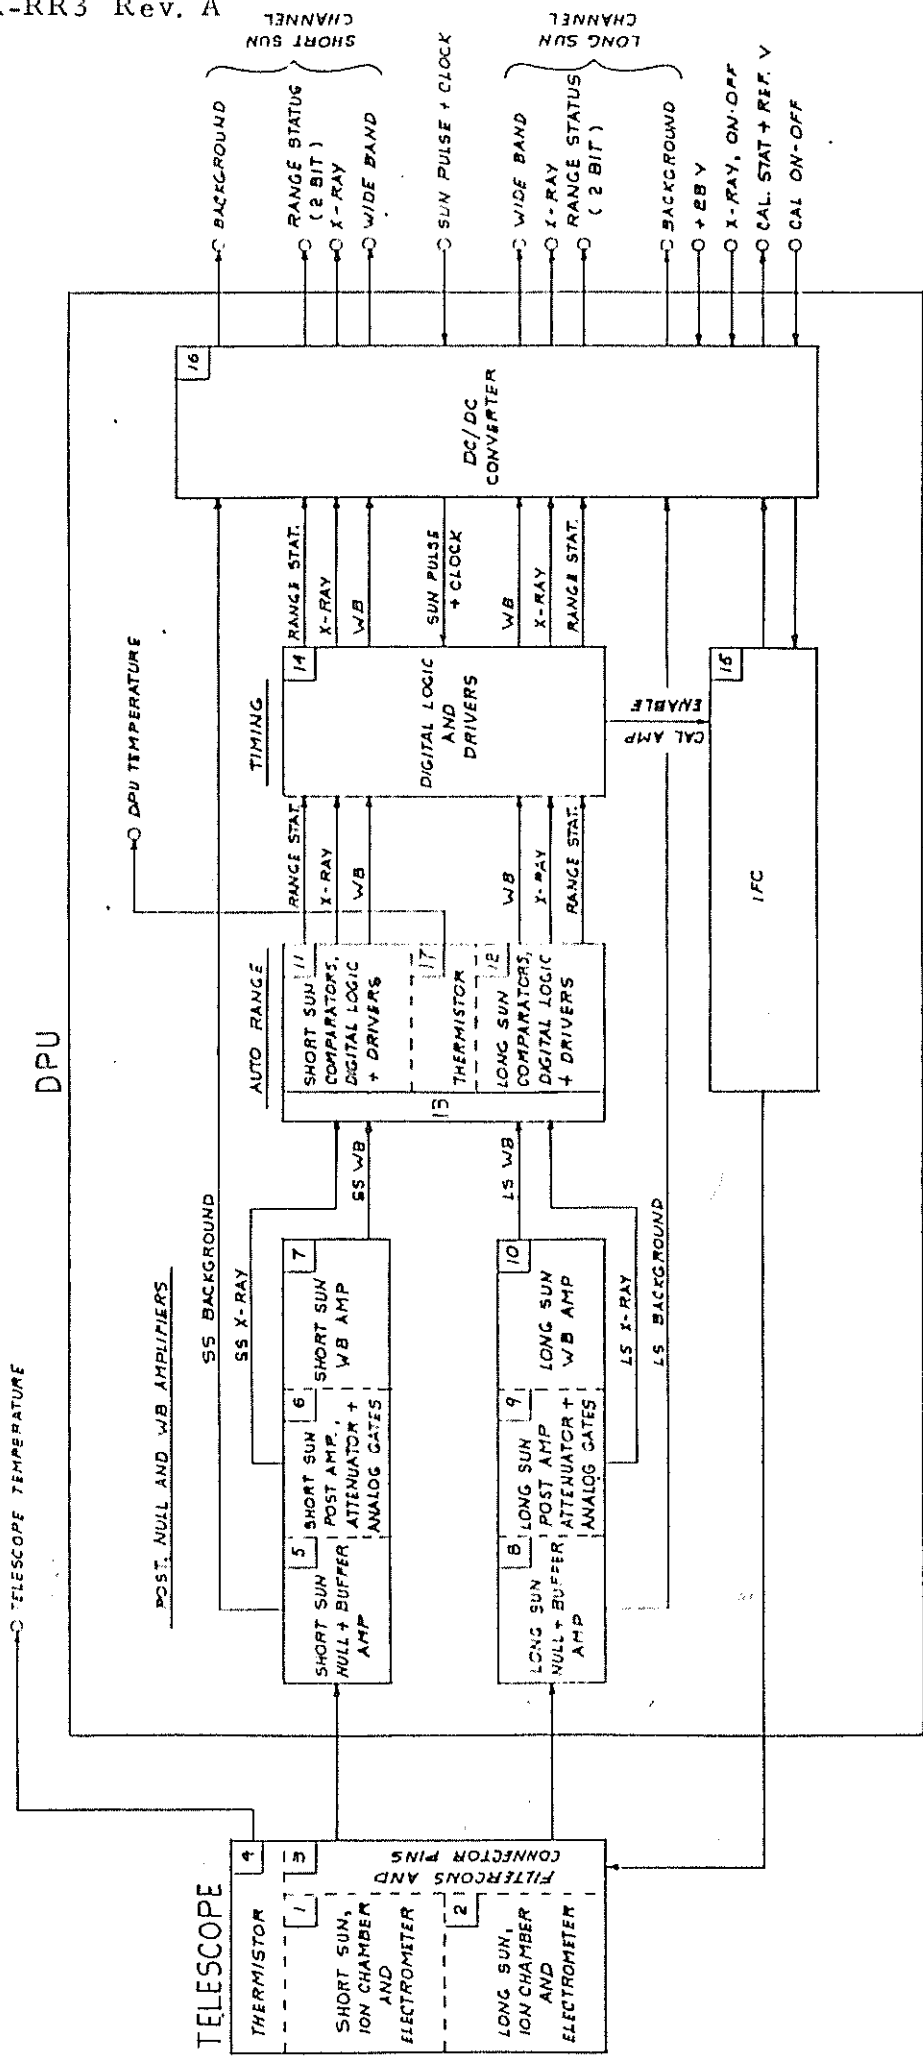 -RR3 Rev. A
DPU
TELESCOPE
TELESCOPE TEMPERATURE
DPU TEMPERATURE
4
THERMISTOR
3
FILTERCONS AND
CONNECTOR PINS
1
SHORT SUN,
ION CHAMBER
AND
ELECTROMETER
2
LONG SUN,
ION CHAMBER
AND
ELECTROMETER
POST, NULL AND WB AMPLIFIERS
5
SHORT SUN
NULL + BUFFER
AMP
6
SHORT SUN
POST AMP.,
ATTENUATOR +
ANALOG GATES
7
SHORT SUN
WB AMP
8
LONG SUN
NULL + BUFFER
AMP
9
LONG SUN
POST AMP
ATTENUATOR +
ANALOG GATES
10
LONG SUN
WB AMP
SS BACKGROUND
SS X-RAY
SS WB
LS WB
LS X-RAY
LS BACKGROUND
AUTO RANGE
13
11
SHORT SUN
COMPARATORS,
DIGITAL LOGIC
+ DRIVERS
17
THERMISTOR
12
LONG SUN
COMPARATORS,
DIGITAL LOGIC
+ DRIVERS
RANGE STAT.
X-RAY
WB
WB
X-RAY
RANGE STAT.
TIMING
14
DIGITAL LOGIC
AND
DRIVERS
CAL AMP
ENABLE
15
IFC
RANGE STAT.
X-RAY
WB
SUN PULSE
+ CLOCK
WB
X-RAY
RANGE STAT.
16
DC/DC
CONVERTER
BACKGROUND
RANGE STATUS
(2 BIT)
X-RAY
WIDE BAND
SHORT SUN
CHANNEL
SUN PULSE + CLOCK
WIDE BAND
X-RAY
RANGE STATUS
(2 BIT)
BACKGROUND
LONG SUN
CHANNEL
+28 V
X-RAY, ON-OFF
CAL. STAT + REF. V
CAL ON-OFF